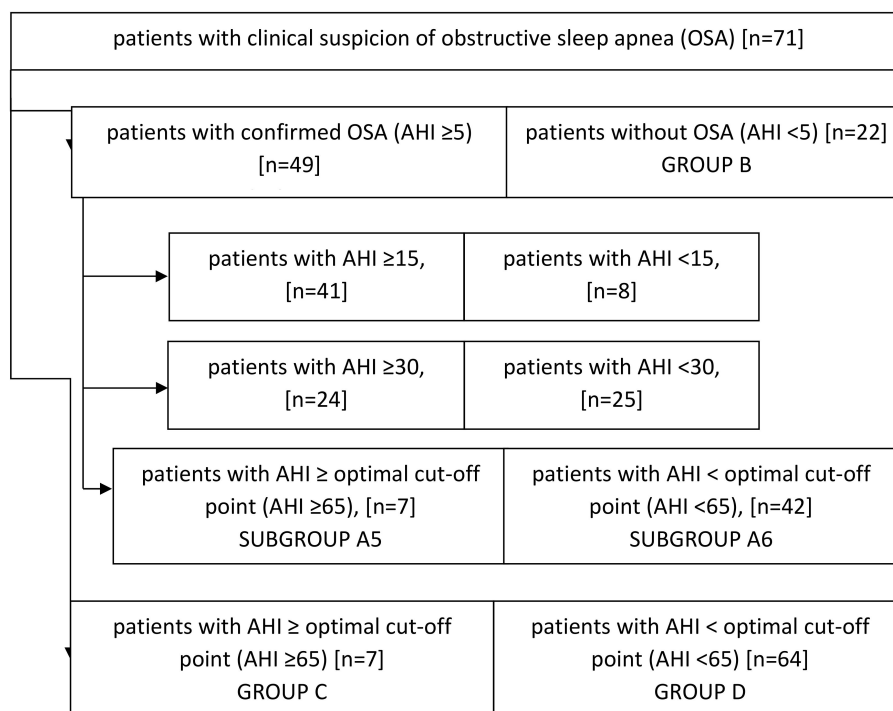 patients with clinical suspicion of obstructive sleep apnea (OSA) [n=71]
patients with confirmed OSA (AHI ≥5)
[n=49]
patients without OSA (AHI <5) [n=22]
GROUP B
patients with AHI ≥15,
[n=41]
patients with AHI <15,
[n=8]
patients with AHI ≥30,
[n=24]
patients with AHI <30,
[n=25]
patients with AHI ≥ optimal cut-off
point (AHI ≥65), [n=7]
SUBGROUP A5
patients with AHI < optimal cut-off
point (AHI <65), [n=42]
SUBGROUP A6
patients with AHI ≥ optimal cut-off
point (AHI ≥65) [n=7]
GROUP C
patients with AHI < optimal cut-off
point (AHI <65) [n=64]
GROUP D